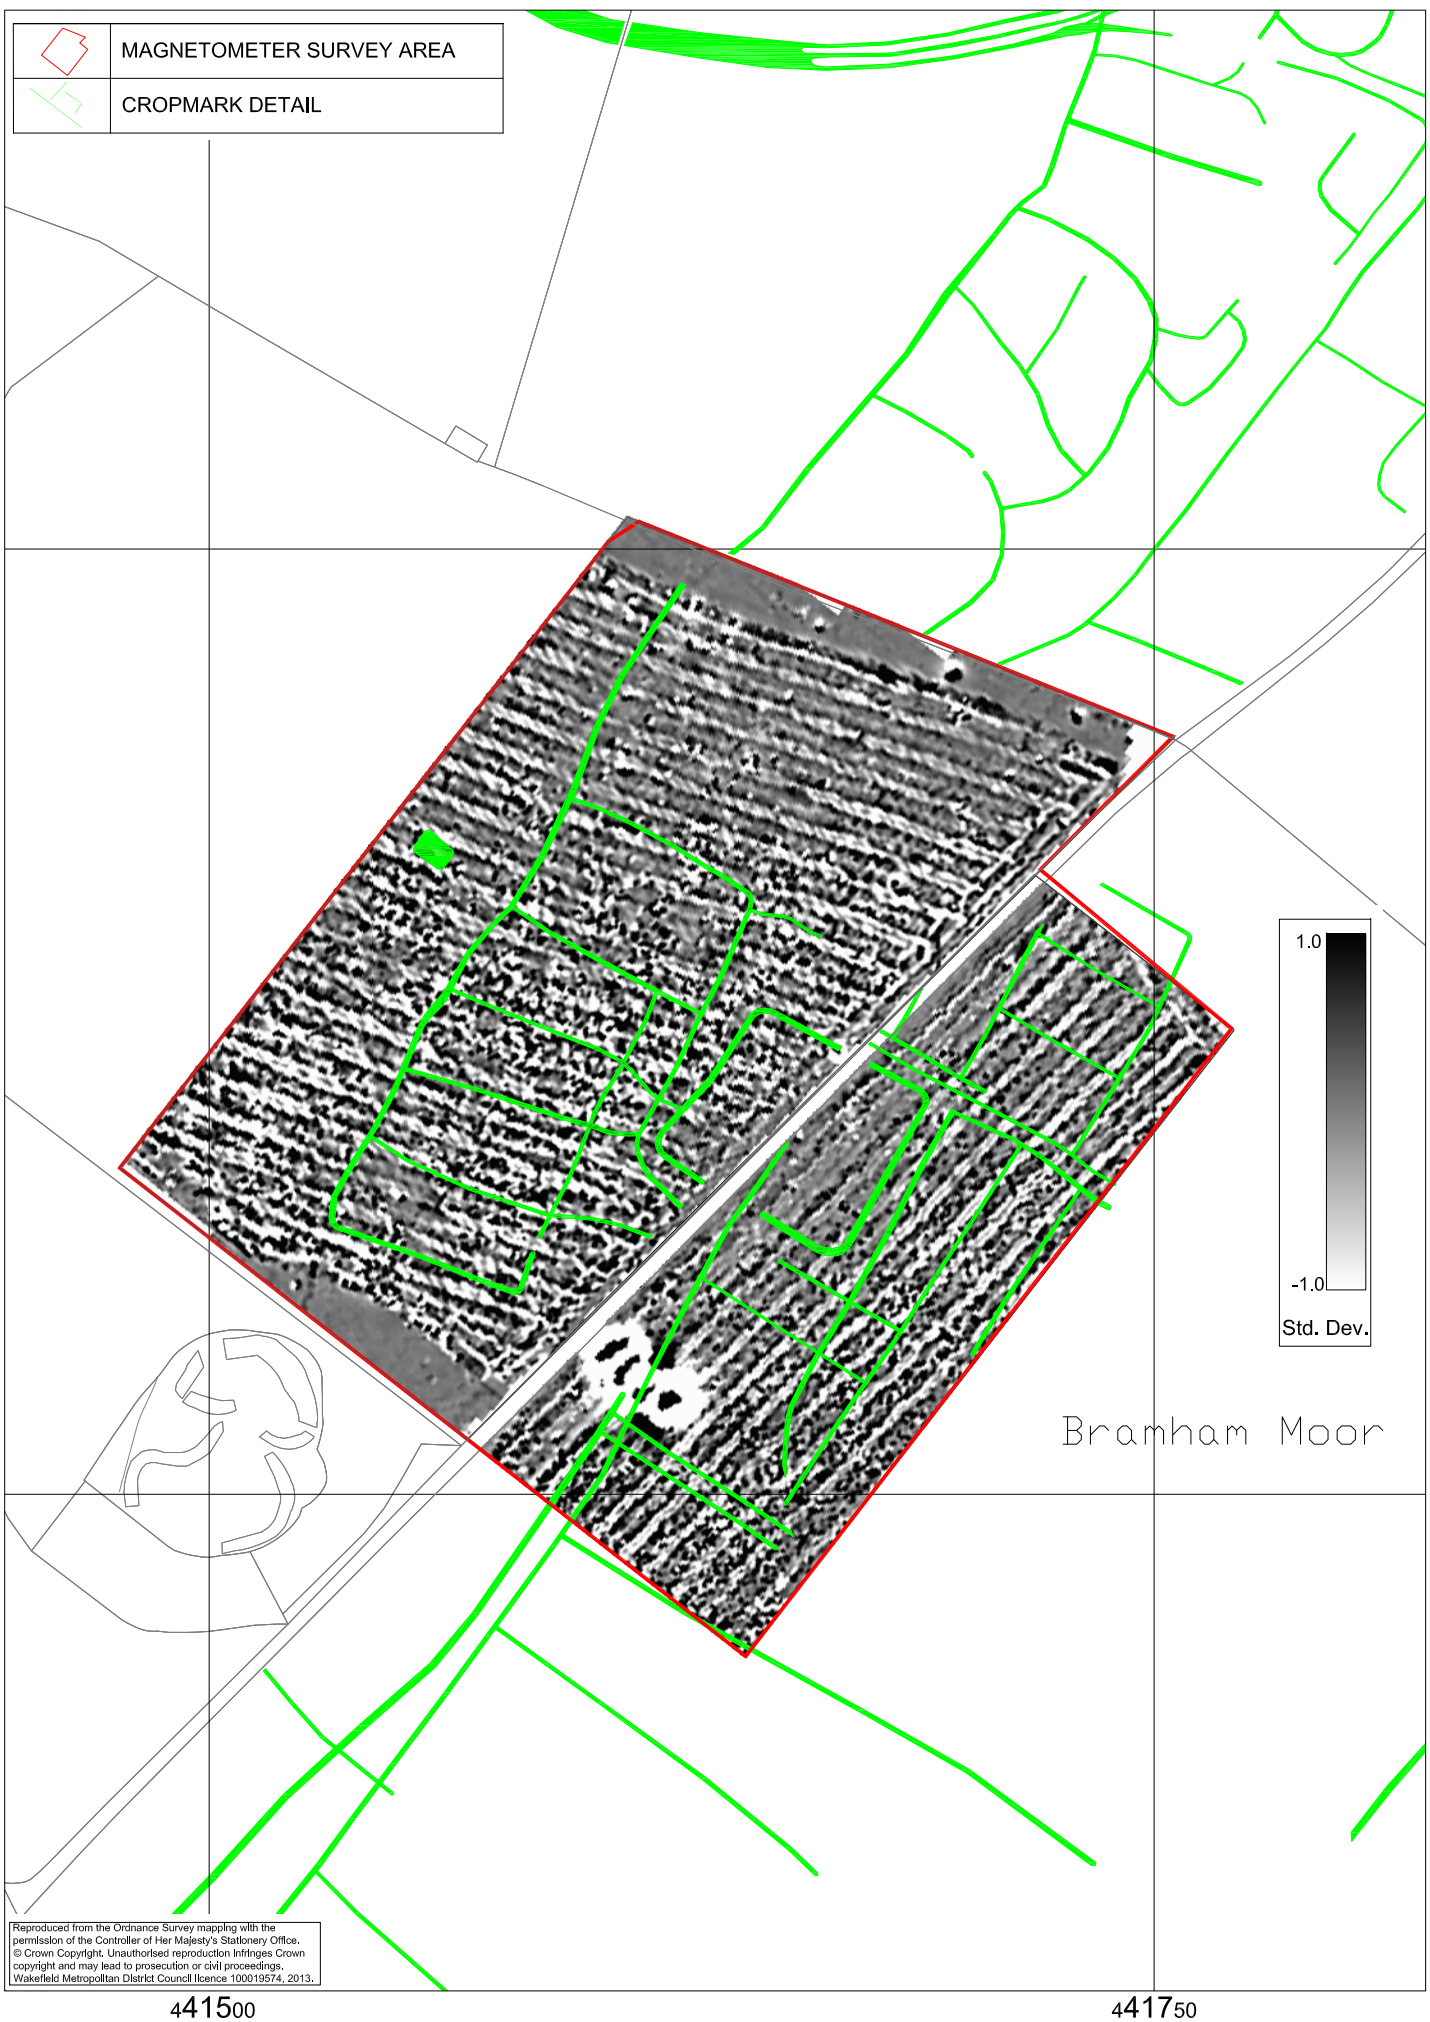 MAGNETOMETER SURVEY AREA
CROPMARK DETAIL
1.0
-1.0
Std. Dev.
Bramham Moor
Reproduced from the Ordnance Survey mapping with the
permission of the Controller of Her Majesty's Stationery Office.
© Crown Copyright. Unauthorised reproduction infringes Crown
copyright and may lead to prosecution or civil proceedings.
Wakefield Metropolitan District Council licence 100019574, 2013.
441500
441750